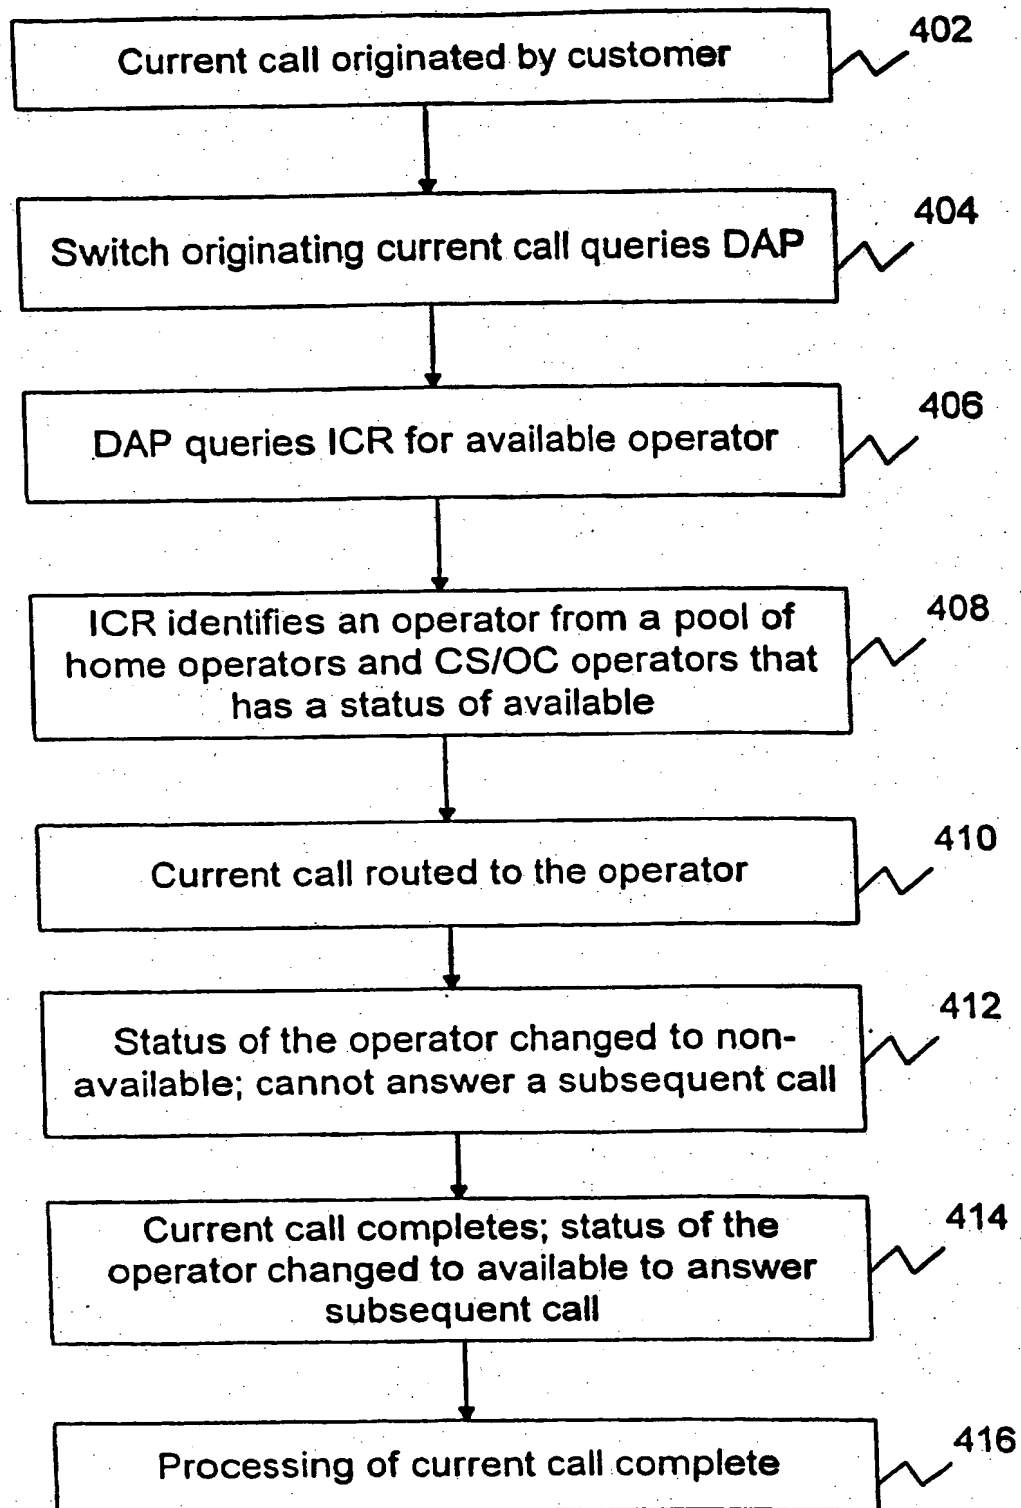 402
Current call originated by customer
404
Switch originating current call queries DAP
406
DAP queries ICR for available operator
408
ICR identifies an operator from a pool of
home operators and CS/OC operators that
has a status of available
410
Current call routed to the operator
412
Status of the operator changed to non-
available; cannot answer a subsequent call
414
Current call completes; status of the
operator changed to available to answer
subsequent call
416
Processing of current call complete